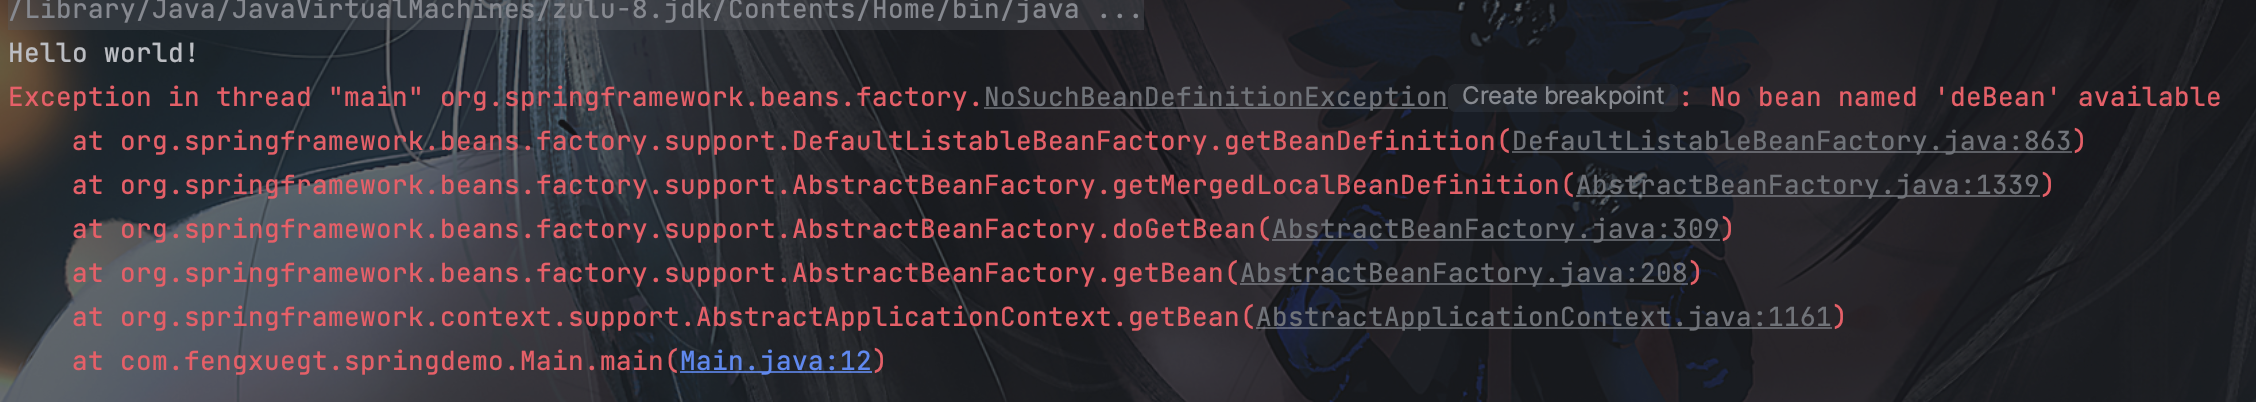 /Library/Java/JavaVirtualMachines/zulu-8.jdk/Contents/Home/bin/java ...
Hello world!
Exception in thread "main" org.springframework.beans.factory.NoSuchBeanDefinitionException Create breakpoint : No bean named 'deBean' available
at org.springframework.beans.factory.support.DefaultListableBeanFactory.getBeanDefinition(DefaultListableBeanFactory.java:863)
at org.springframework.beans.factory.support.AbstractBeanFactory.getMergedLocalBeanDefinition(AbstractBeanFactory.java:1339)
at org.springframework.beans.factory.support.AbstractBeanFactory.doGetBean(AbstractBeanFactory.java:309)
at org.springframework.beans.factory.support.AbstractBeanFactory.getBean(AbstractBeanFactory.java:208)
at org.springframework.context.support.AbstractApplicationContext.getBean(AbstractApplicationContext.java:1161)
at com.fengxuegt.springdemo.Main.main(Main.java:12)